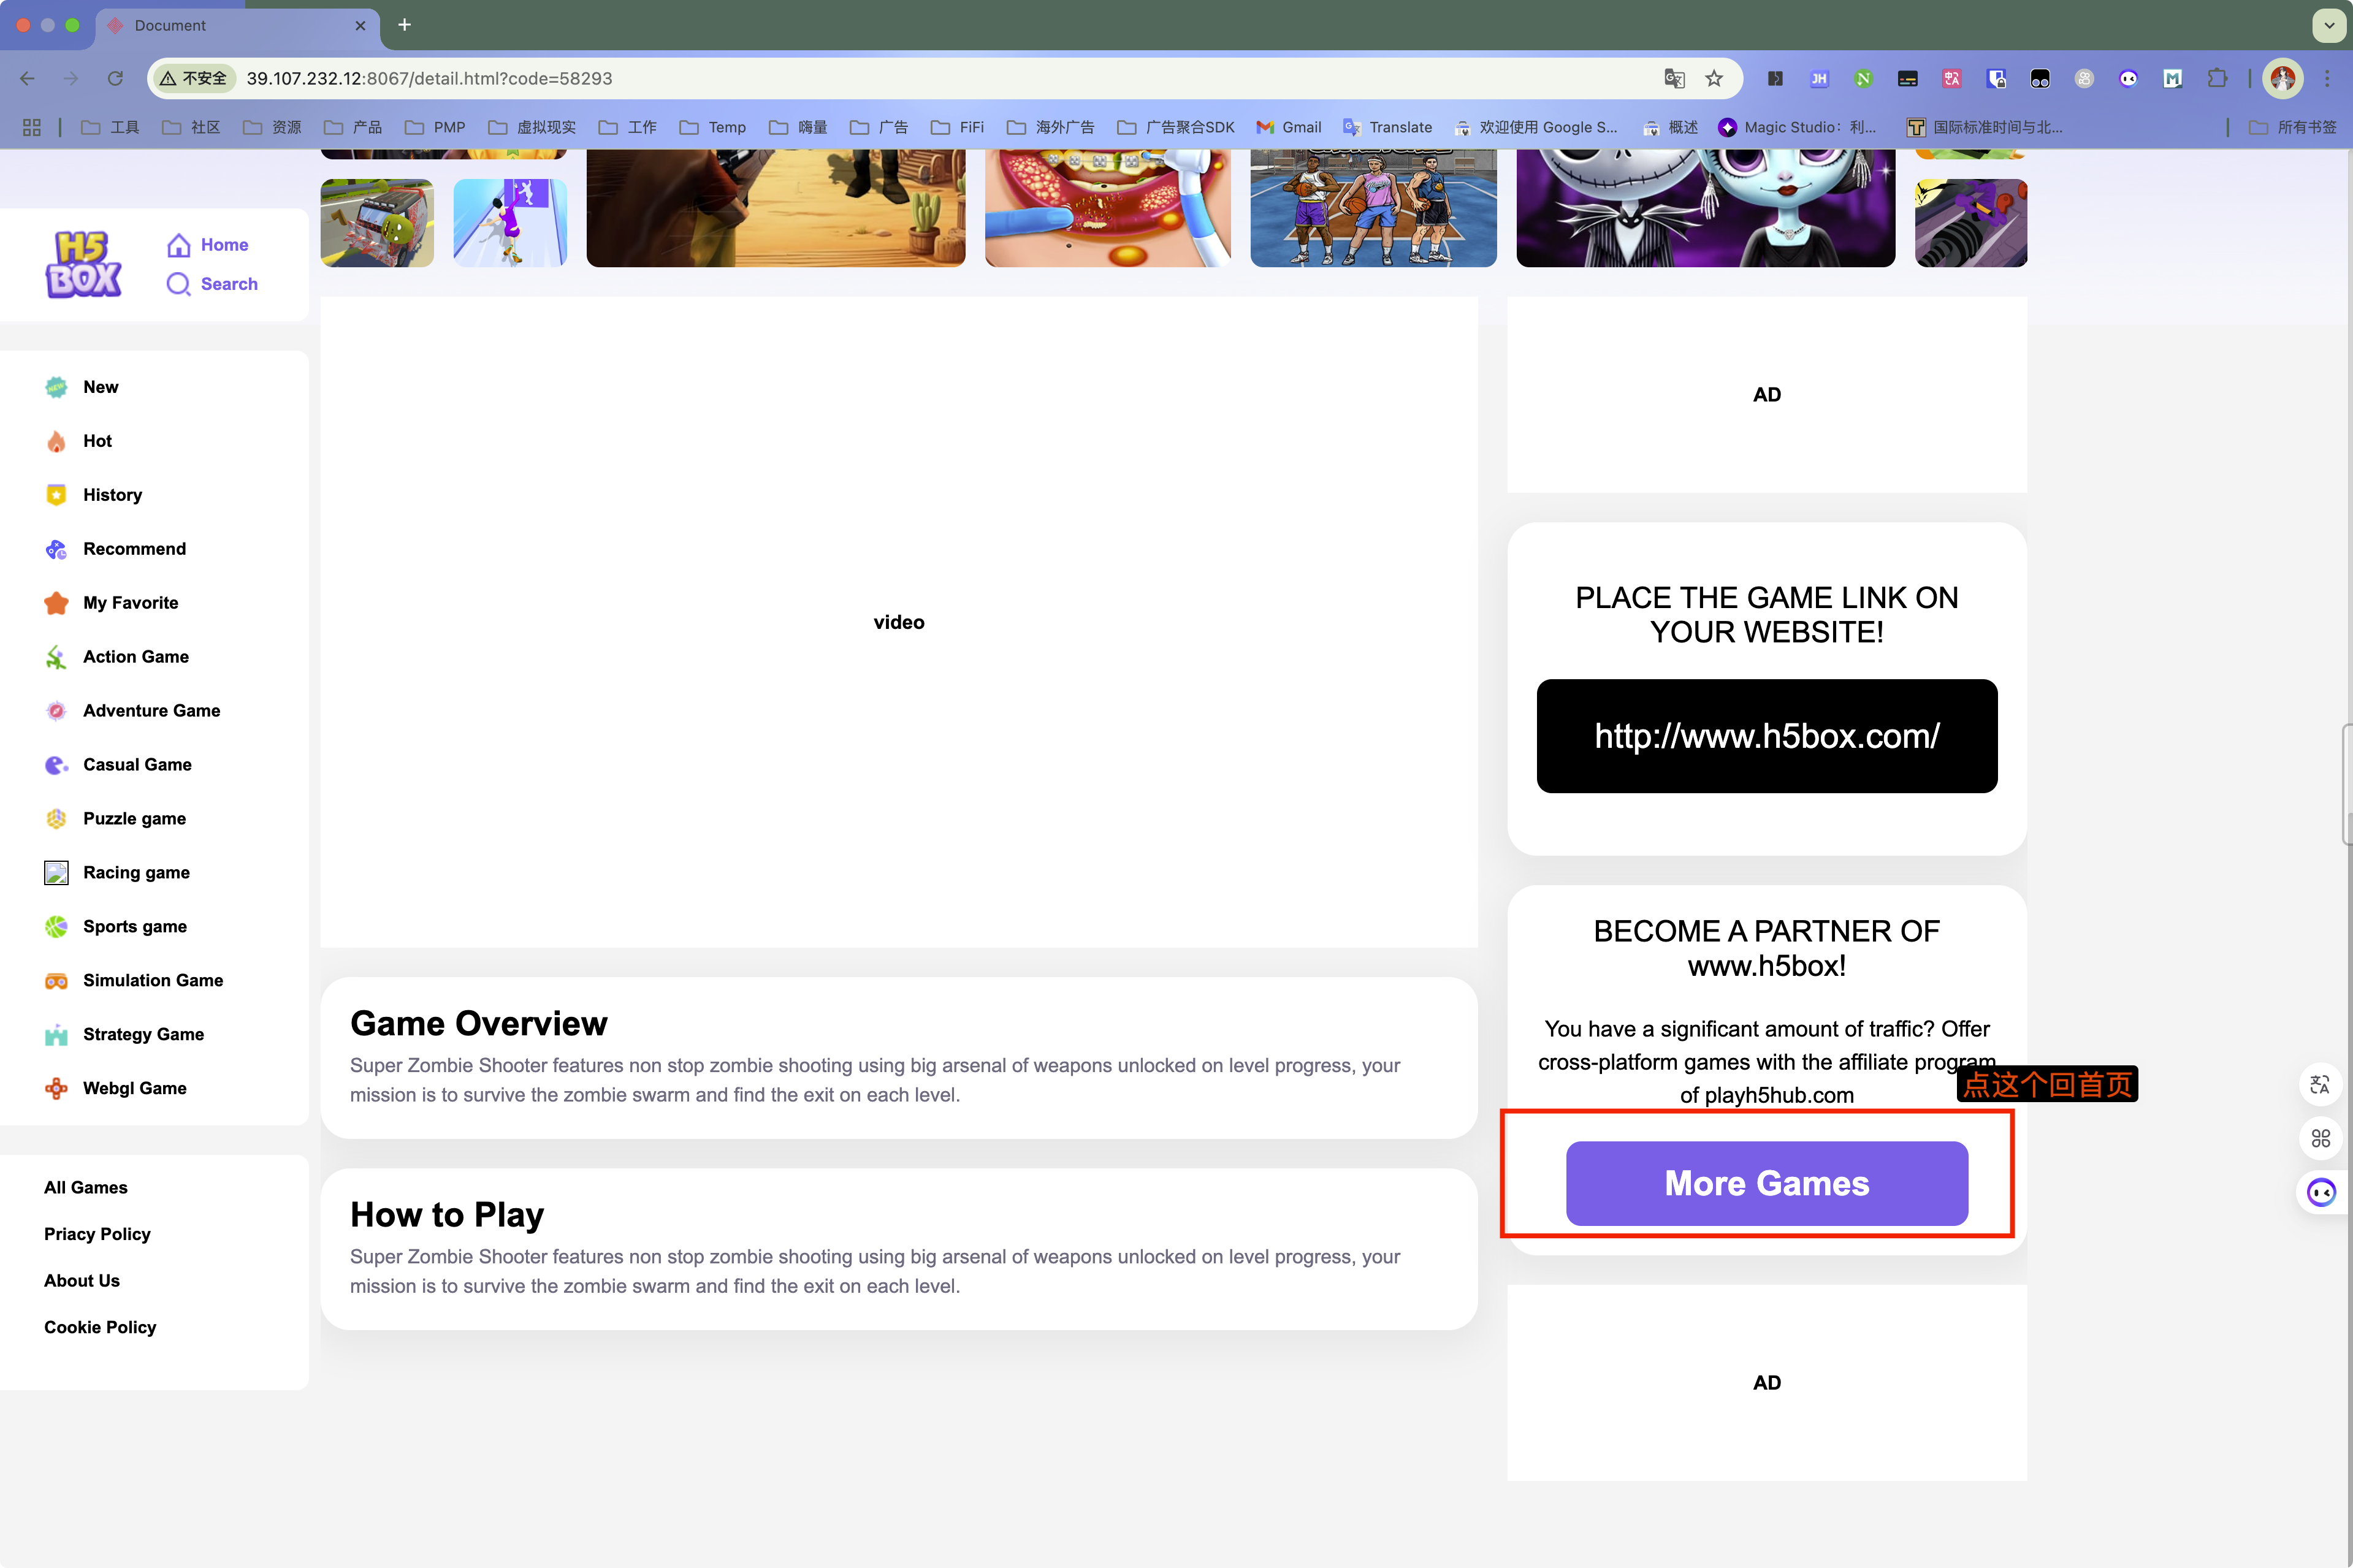 Document
不安全
39.107.232.12:8067/detail.html?code=58293
工具
社区
资源
产品
PMP
虚拟现实
工作
Temp
嗨量
广告
FiFi
海外广告
广告聚合SDK
Gmail
Translate
欢迎使用 Google S...
概述
Magic Studio：利...
国际标准时间与北...
所有书签
H5
BOX
Home
Search
New
Hot
History
Recommend
My Favorite
Action Game
Adventure Game
Casual Game
Puzzle game
Racing game
Sports game
Simulation Game
Strategy Game
Webgl Game
All Games
Priacy Policy
About Us
Cookie Policy
video
Game Overview
Super Zombie Shooter features non stop zombie shooting using big arsenal of weapons unlocked on level progress, your
mission is to survive the zombie swarm and find the exit on each level.
How to Play
Super Zombie Shooter features non stop zombie shooting using big arsenal of weapons unlocked on level progress, your
mission is to survive the zombie swarm and find the exit on each level.
AD
PLACE THE GAME LINK ON
YOUR WEBSITE!
http://www.h5box.com/
BECOME A PARTNER OF
www.h5box!
You have a significant amount of traffic? Offer
cross-platform games with the affiliate program
of playh5hub.com
点这个回首页
More Games
AD